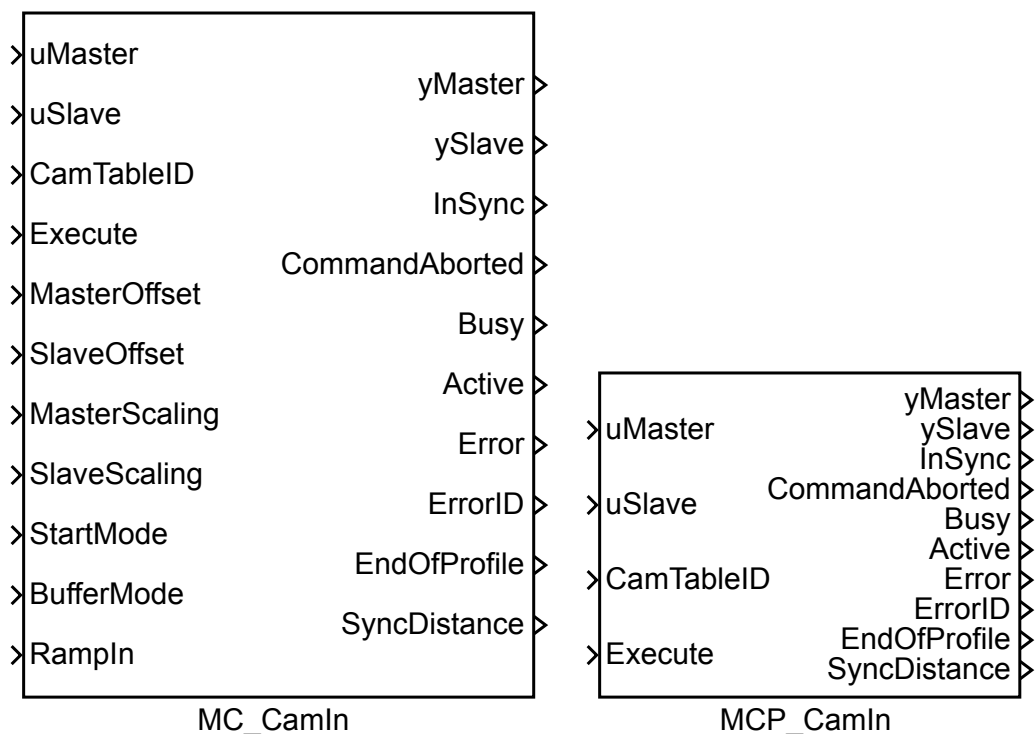 uMaster
uSlave
CamTableID
Execute
MasterOffset
SlaveOffset
MasterScaling
SlaveScaling
StartMode
BufferMode
RampIn
yMaster
ySlave
InSync
CommandAborted
Busy
Active
Error
ErrorID
EndOfProfile
SyncDistance
MC_CamIn
uMaster
uSlave
CamTableID
Execute
yMaster
ySlave
InSync
CommandAborted
Busy
Active
Error
ErrorID
EndOfProfile
SyncDistance
MCP_CamIn